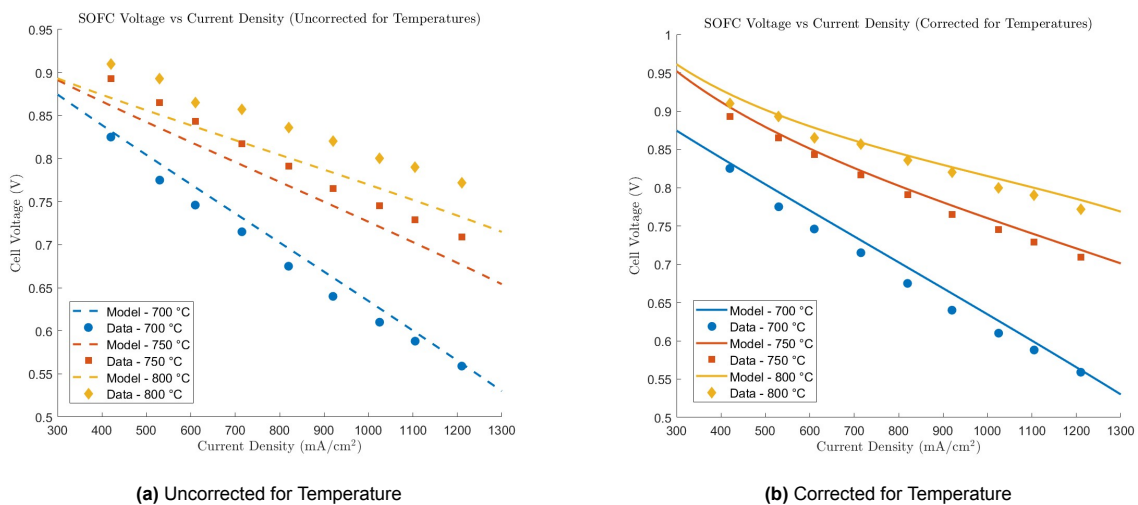 SOFC Voltage vs Current Density (Uncorrected for Temperatures)
0.95
0.9
0.85
0.8
0.75
0.7
0.65
0.6
0.55
0.5
Cell Voltage (V)
Model - 700 °C
Data - 700 °C
Model - 750 °C
Data - 750 °C
Model - 800 °C
Data - 800 °C
300 400 500 600 700 800 900 1000 1100 1200 1300
Current Density (mA/cm²)
(a) Uncorrected for Temperature
SOFC Voltage vs Current Density (Corrected for Temperatures)
1
0.95
0.9
0.85
0.8
0.75
0.7
0.65
0.6
0.55
0.5
Cell Voltage (V)
Model - 700 °C
Data - 700 °C
Model - 750 °C
Data - 750 °C
Model - 800 °C
Data - 800 °C
300 400 500 600 700 800 900 1000 1100 1200 1300
Current Density (mA/cm²)
(b) Corrected for Temperature